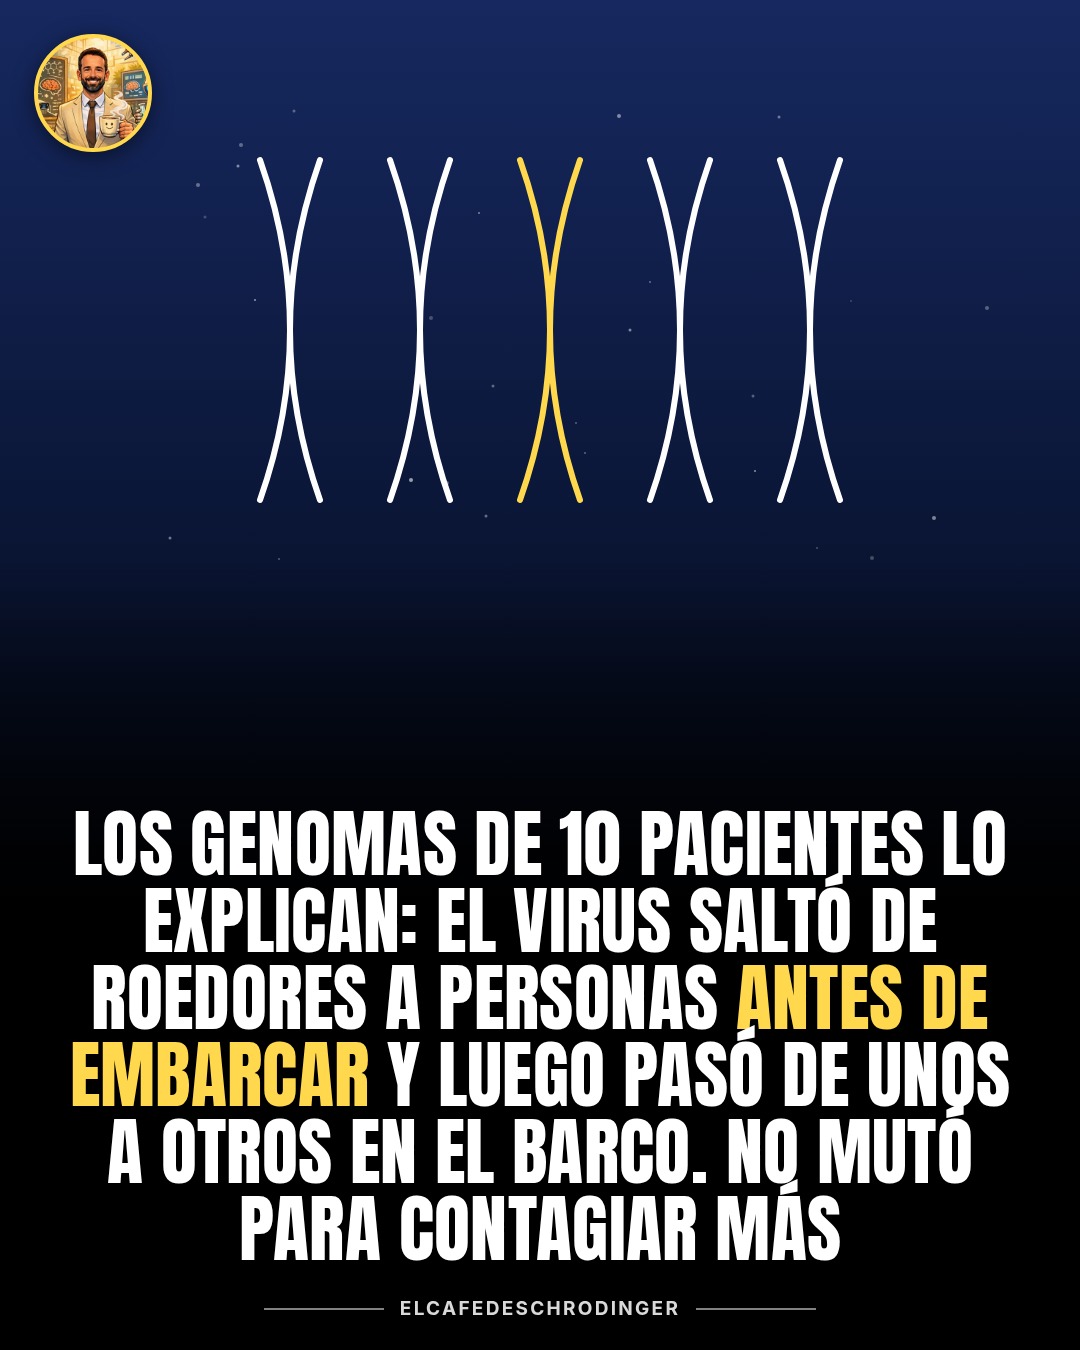 LOS GENOMAS DE 10 PACIENTES LO
EXPLICAN: EL VIRUS SALTÓ DE
ROEDORES A PERSONAS ANTES DE
EMBARCAR Y LUEGO PASÓ DE UNOS
A OTROS EN EL BARCO. NO MUTÓ
PARA CONTAGIAR MÁS
ELCAFEDESCHRODINGER